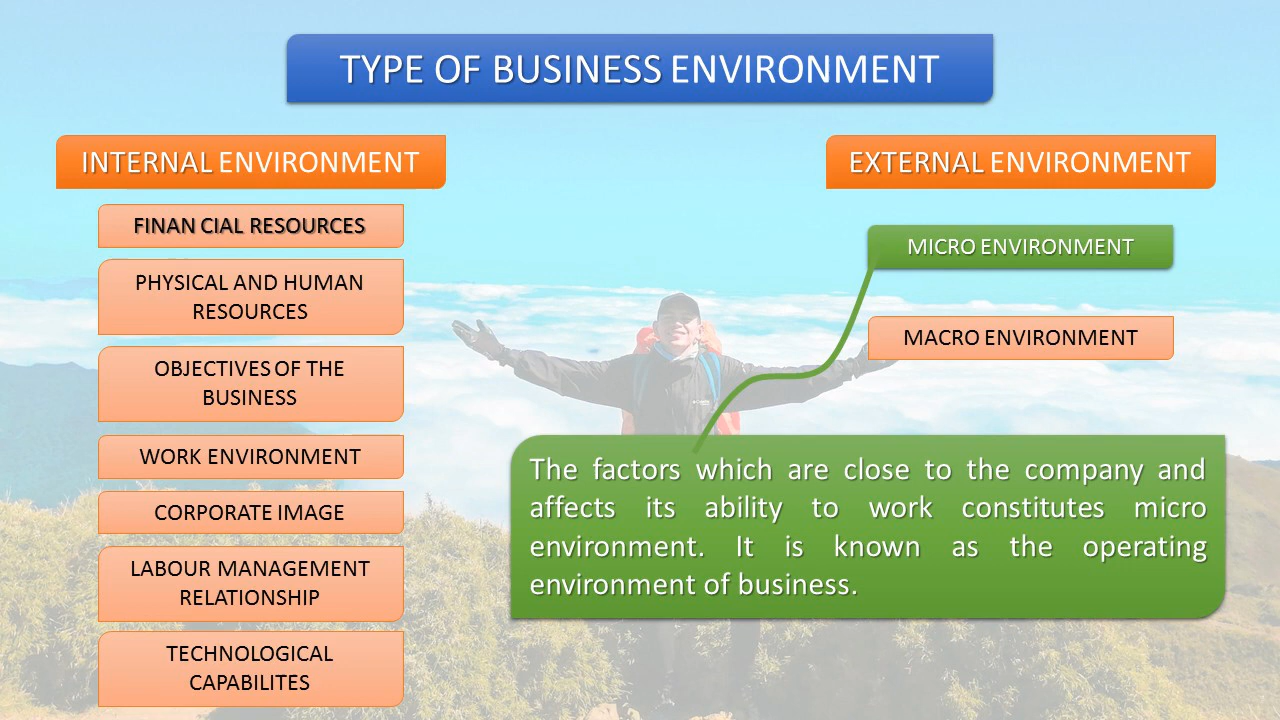 TYPE OF BUSINESS ENVIRONMENT
INTERNAL ENVIRONMENT
FINAN CIAL RESOURCES
PHYSICAL AND HUMAN
RESOURCES
OBJECTIVES OF THE
BUSINESS
WORK ENVIRONMENT
CORPORATE IMAGE
LABOUR MANAGEMENT
RELATIONSHIP
TECHNOLOGICAL
CAPABILITES
EXTERNAL ENVIRONMENT
MICRO ENVIRONMENT
MACRO ENVIRONMENT
The factors which are close to the company and
affects its ability to work constitutes micro
environment. It is known as the operating
environment of business.